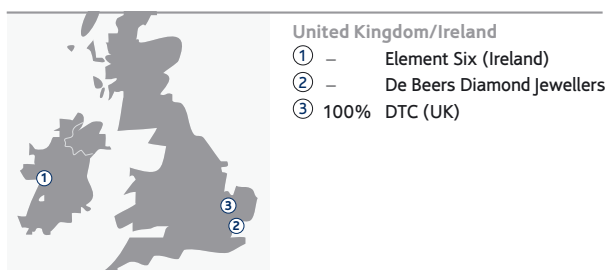 United Kingdom/Ireland
1 – Element Six (Ireland)
2 – De Beers Diamond Jewellers
3 100% DTC (UK)
1
3
2